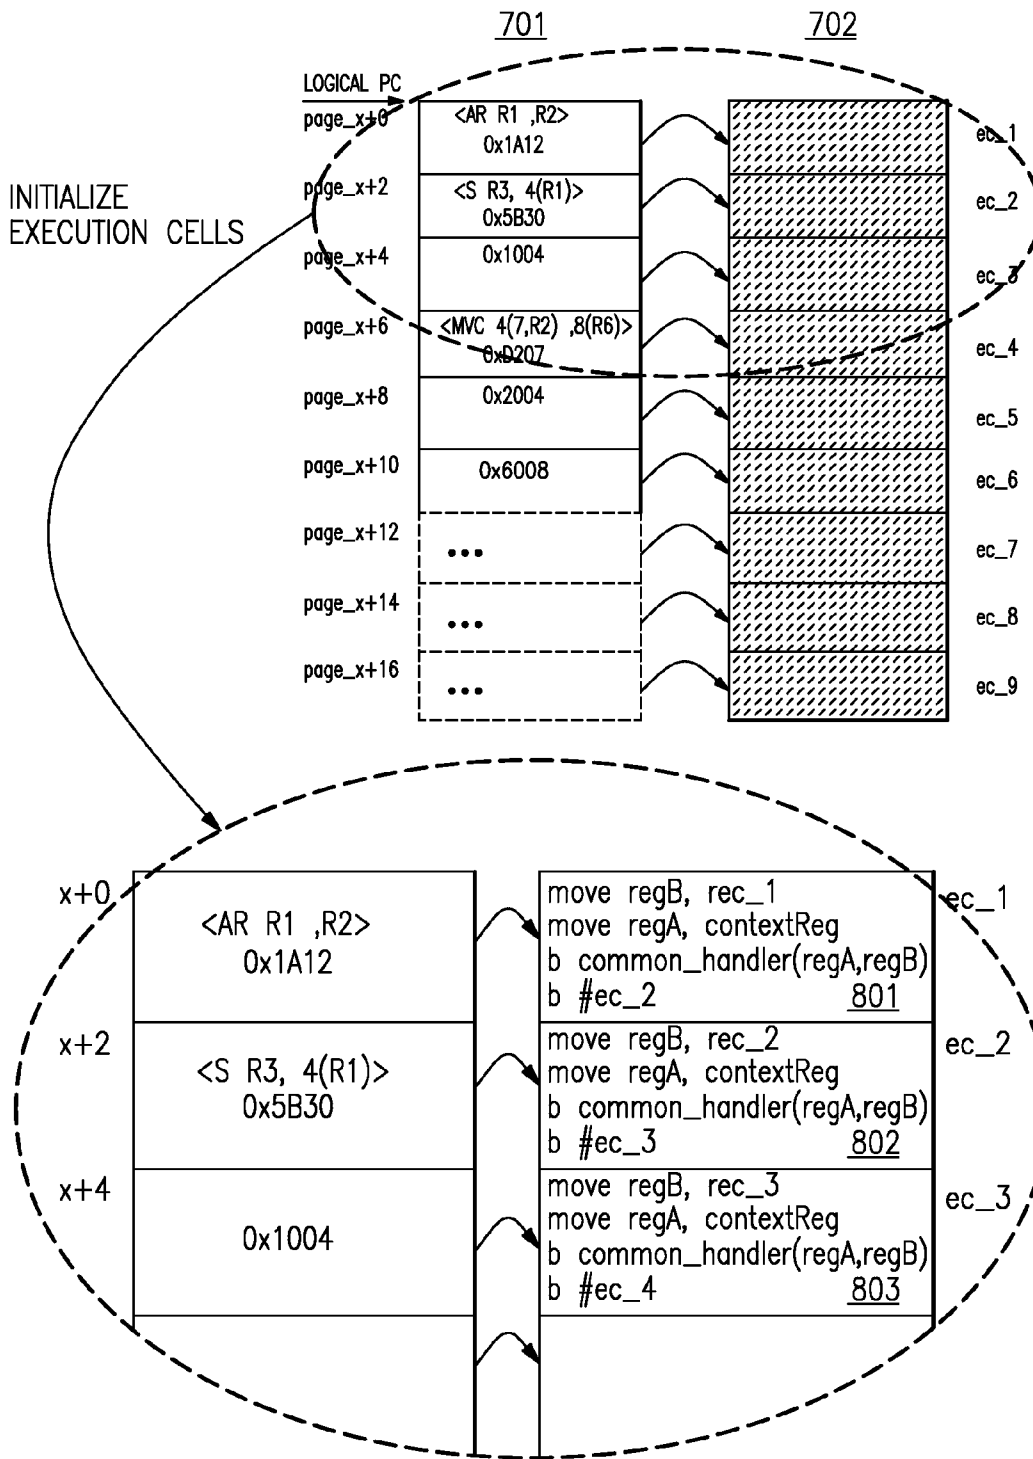 701 702
LOGICAL PC
page_x+0 <AR R1 ,R2> ec_1
0x1A12
page_x+2 <S R3, 4(R1)> ec_2
0x5B30
page_x+4 0x1004 ec_3
page_x+6 <MVC 4(7,R2) ,8(R6)> ec_4
0xD207
page_x+8 0x2004 ec_5
page_x+10 0x6008 ec_6
page_x+12 ... ec_7
page_x+14 ... ec_8
page_x+16 ... ec_9
INITIALIZE
EXECUTION CELLS
x+0 <AR R1 ,R2>
0x1A12
move regB, rec_1 ec_1
move regA, contextReg
b common_handler(regA,regB)
b #ec_2 801
x+2 <S R3, 4(R1)>
0x5B30
move regB, rec_2 ec_2
move regA, contextReg
b common_handler(regA,regB)
b #ec_3 802
x+4 0x1004
move regB, rec_3 ec_3
move regA, contextReg
b common_handler(regA,regB)
b #ec_4 803